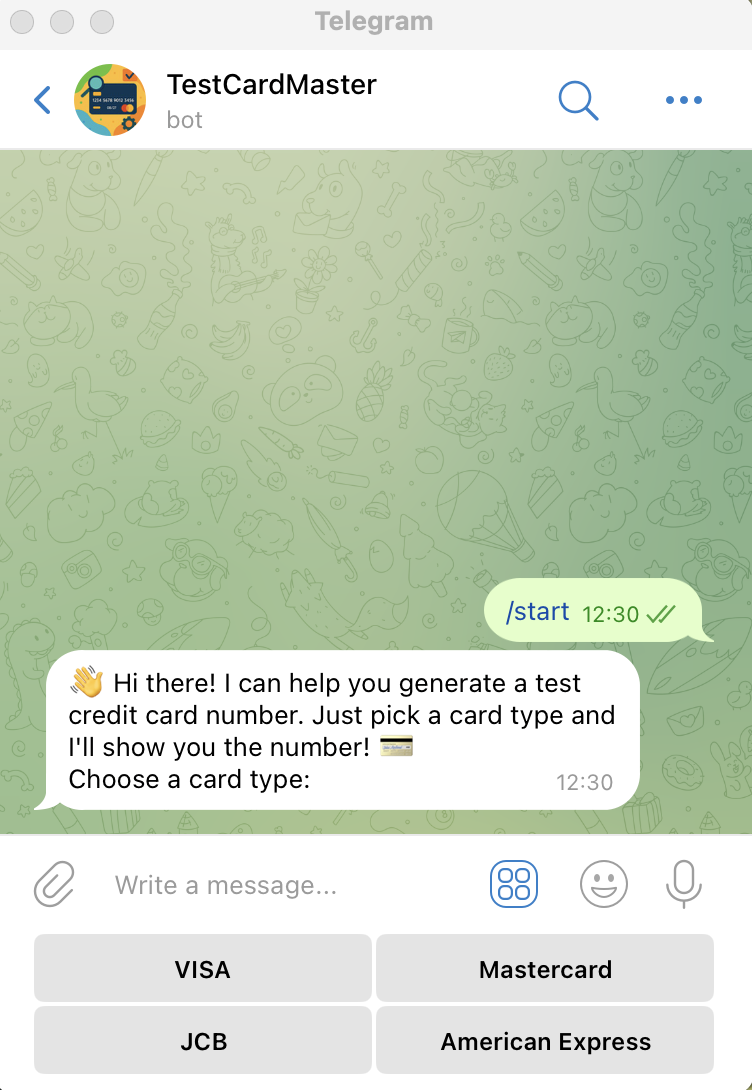 Telegram
TestCardMaster
bot
/start 12:30
👋 Hi there! I can help you generate a test
credit card number. Just pick a card type and
I'll show you the number! 💳
Choose a card type:
12:30
Write a message...
VISA
Mastercard
JCB
American Express